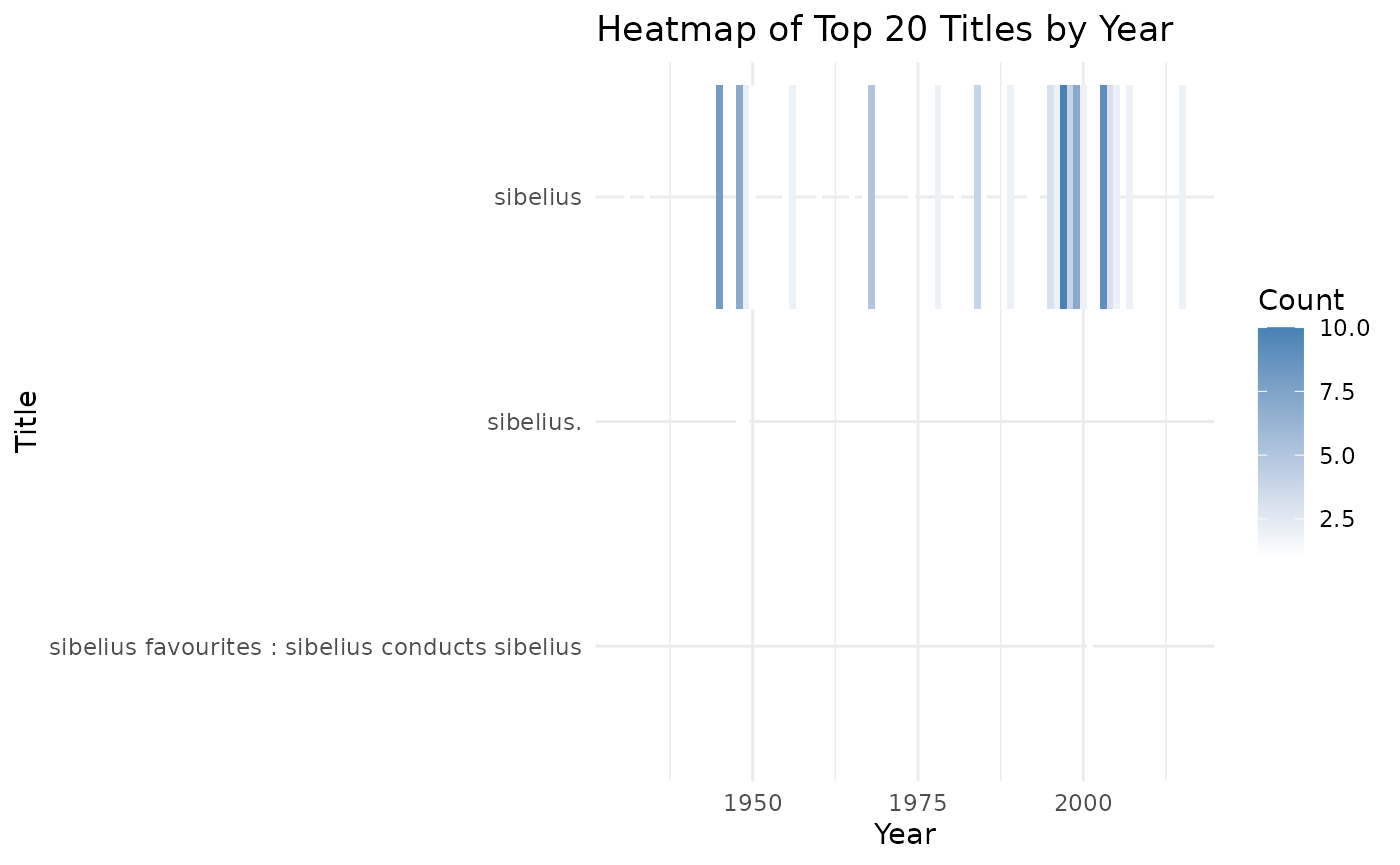 Heatmap of Top 20 Titles by Year
sibelius
sibelius.
sibelius favourites : sibelius conducts sibelius
Title
1950
1975
2000
Year
Count
10.0
7.5
5.0
2.5